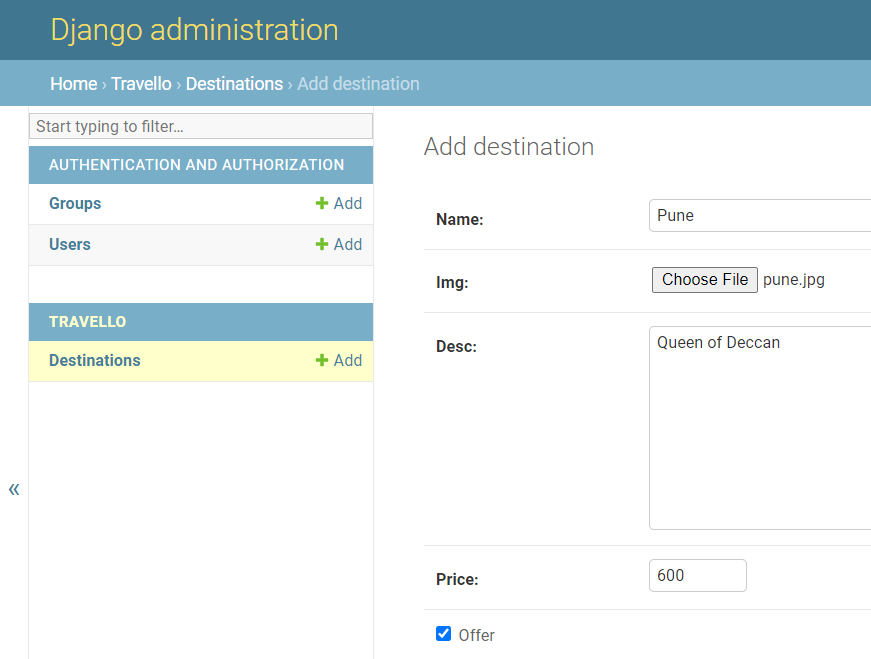 Django administration
Home › Travello › Destinations › Add destination
Start typing to filter...
AUTHENTICATION AND AUTHORIZATION
Groups + Add
Users + Add
TRAVELLO
Destinations + Add
«
Add destination
Name: Pune
Img: Choose File pune.jpg
Desc: Queen of Deccan
Price: 600
Offer